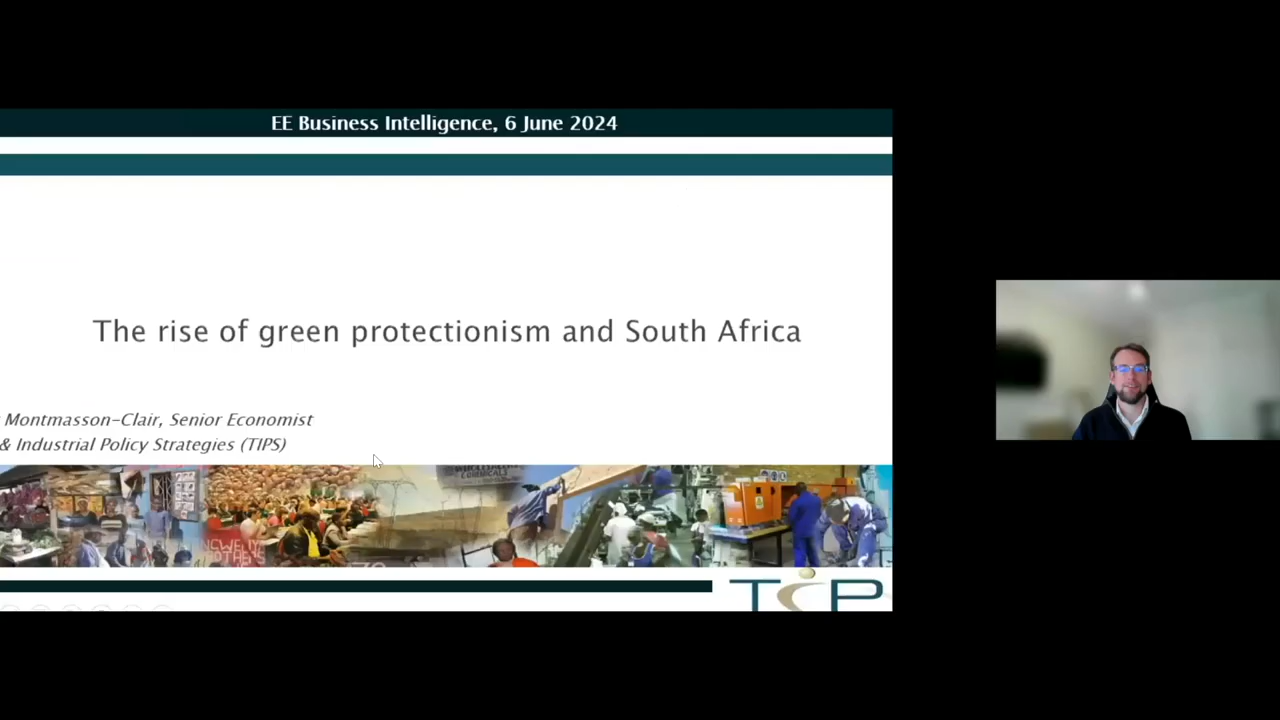 EE Business Intelligence, 6 June 2024
The rise of green protectionism and South Africa
Montmasson-Clair, Senior Economist
& Industrial Policy Strategies (TIPS)